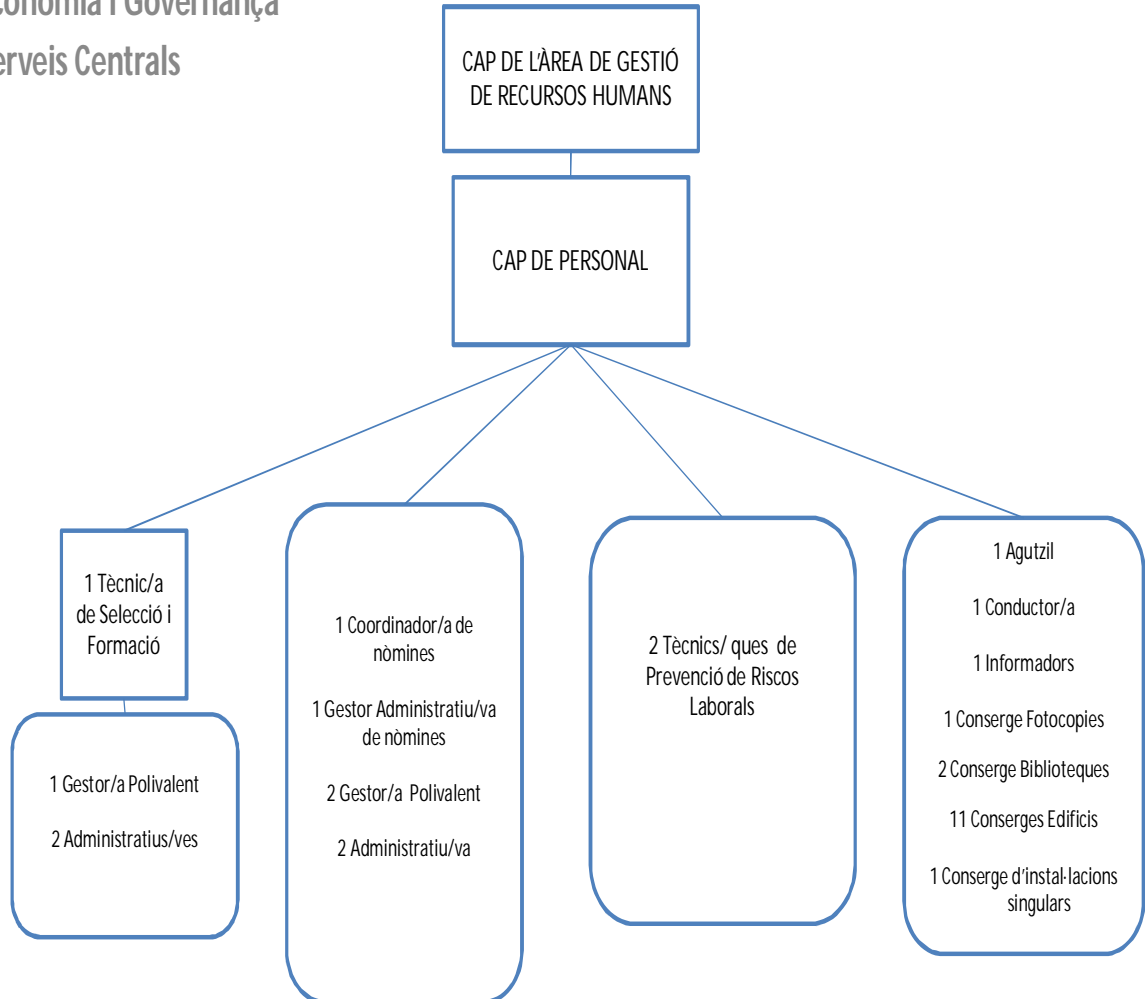 conomia i Governança
erveis Centrals
CAP DE L'ÀREA DE GESTIÓ
DE RECURSOS HUMANS
CAP DE PERSONAL
1 Tècnic/a
de Selecció i
Formació
1 Gestor/a Polivalent
2 Administratius/ves
1 Coordinador/a de
nòmines
1 Gestor Administratiu/va
de nòmines
2 Gestor/a Polivalent
2 Administratiu/va
2 Tècnics/ ques de
Prevenció de Riscos
Laborals
1 Agutzil
1 Conductor/a
1 Informadors
1 Conserge Fotocopies
2 Conserge Biblioteques
11 Conserges Edificis
1 Conserge d'instal·lacions
singulars